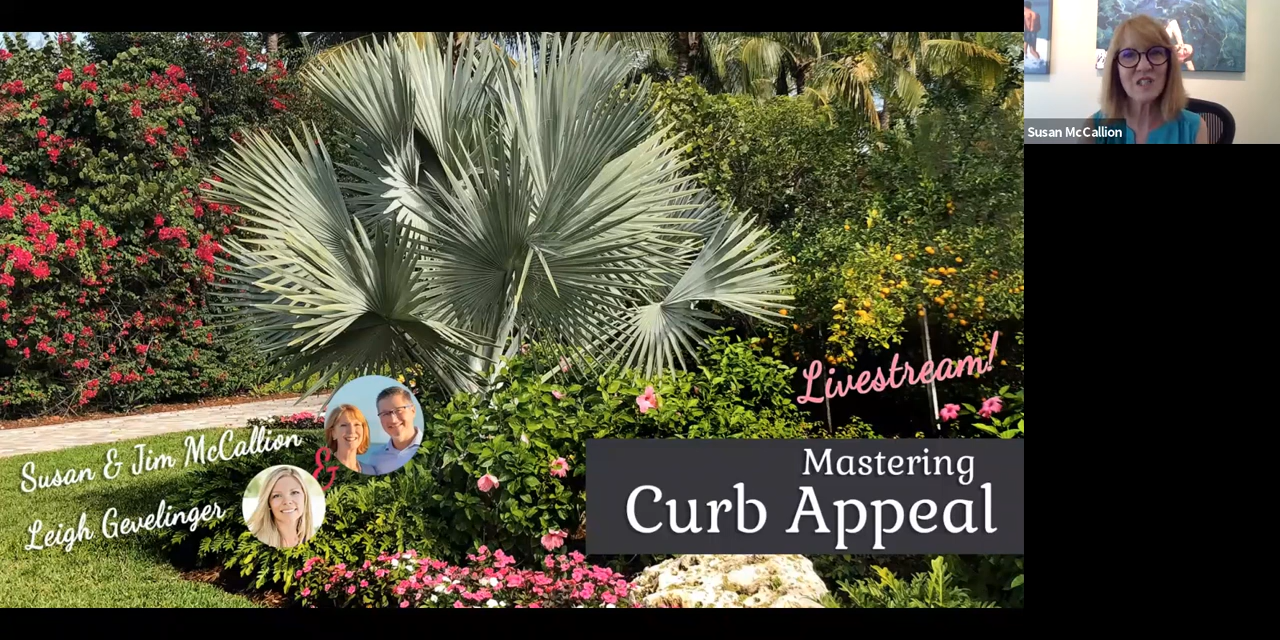 Susan McCallion
Livestream!
Susan & Jim McCallion
&
Leigh Gevelinger
Mastering
Curb Appeal